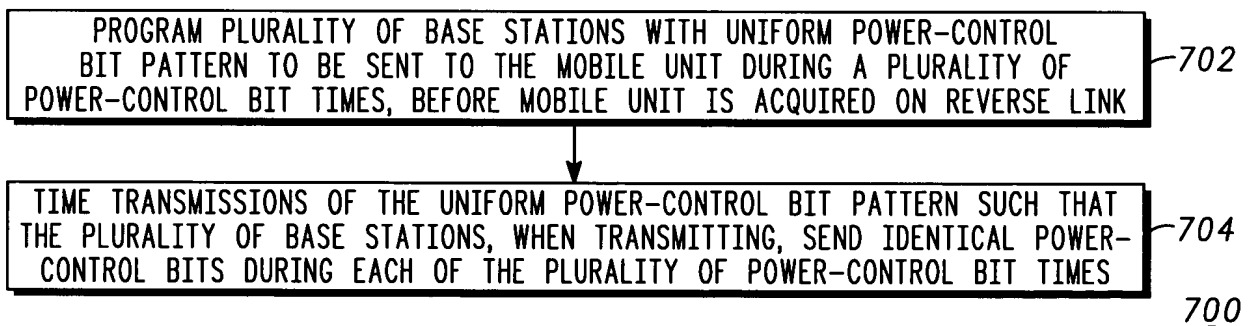 PROGRAM PLURALITY OF BASE STATIONS WITH UNIFORM POWER-CONTROL
BIT PATTERN TO BE SENT TO THE MOBILE UNIT DURING A PLURALITY OF
POWER-CONTROL BIT TIMES, BEFORE MOBILE UNIT IS ACQUIRED ON REVERSE LINK
702
TIME TRANSMISSIONS OF THE UNIFORM POWER-CONTROL BIT PATTERN SUCH THAT
THE PLURALITY OF BASE STATIONS, WHEN TRANSMITTING, SEND IDENTICAL POWER-
CONTROL BITS DURING EACH OF THE PLURALITY OF POWER-CONTROL BIT TIMES
704
700